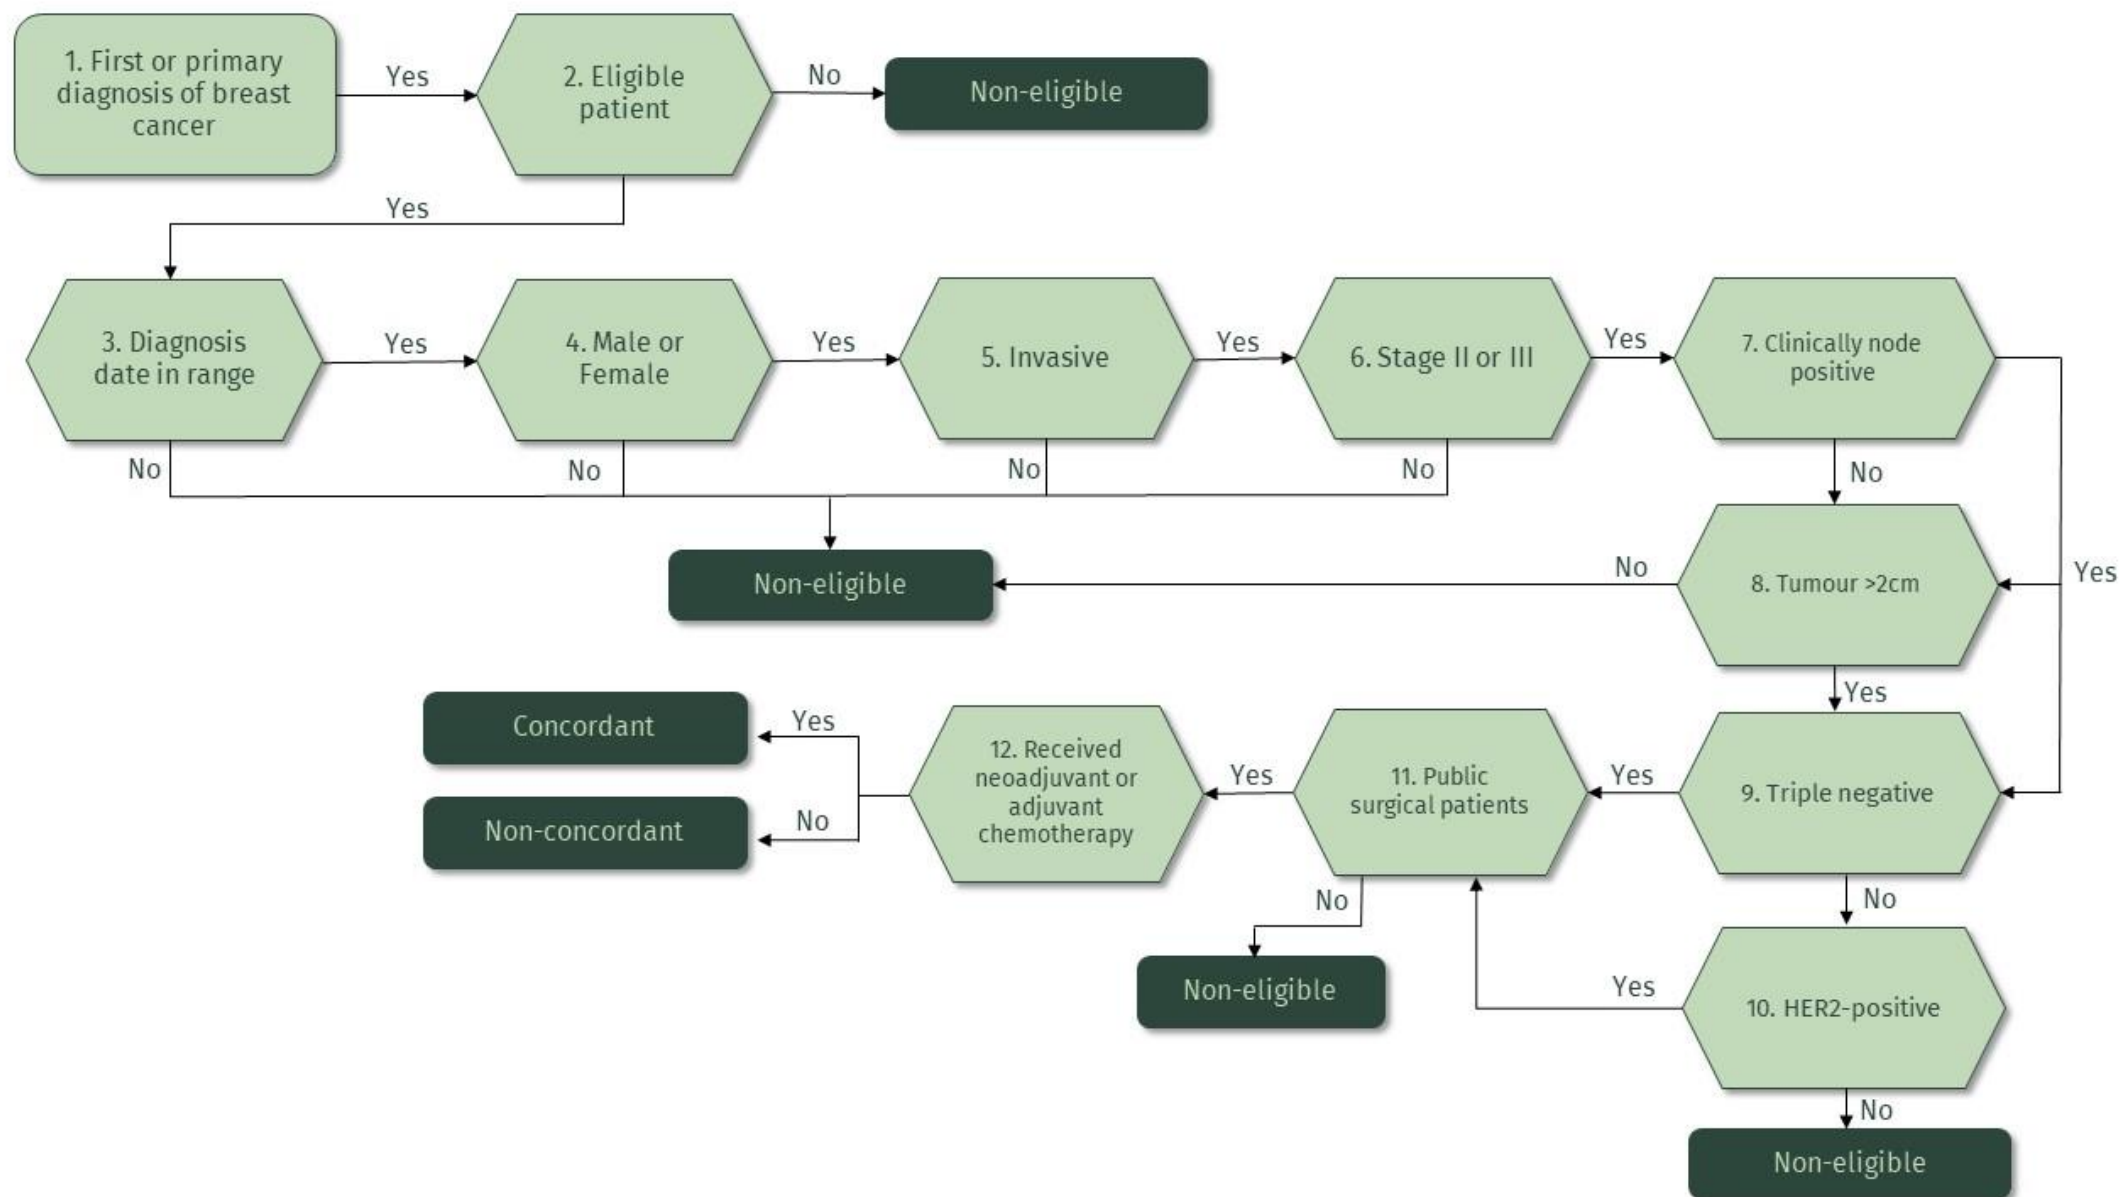 1. First or primary
diagnosis of breast
cancer
Yes
2. Eligible
patient
No
Non-eligible
Yes
3. Diagnosis
date in range
Yes
4. Male or
Female
Yes
5. Invasive
Yes
6. Stage II or III
Yes
7. Clinically node
positive
No
No
No
No
No
Non-eligible
No
8. Tumour >2cm
Yes
Yes
Concordant
Yes
Non-concordant
No
12. Received
neoadjuvant or
adjuvant
chemotherapy
Yes
11. Public
surgical patients
Yes
9. Triple negative
No
No
Non-eligible
Yes
10. HER2-positive
No
Non-eligible